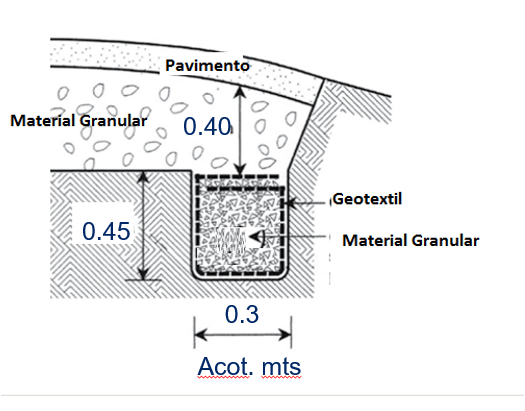 Pavimento
Material Granular
0.40
Geotextil
0.45
Material Granular
0.3
Acot. mts